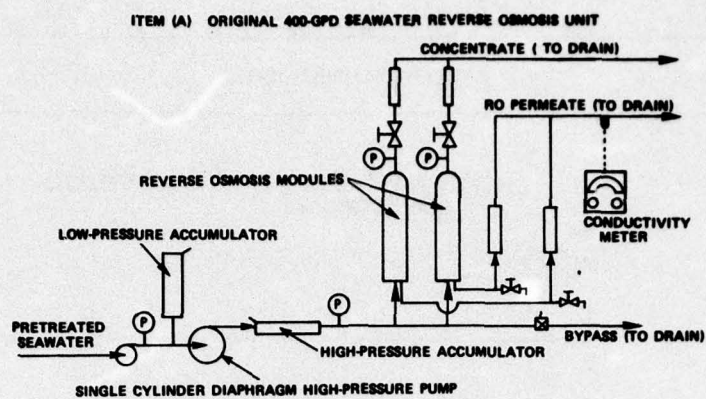 ITEM (A) ORIGINAL 400-GPD SEAWATER REVERSE OSMOSIS UNIT
CONCENTRATE ( TO DRAIN)
RO PERMEATE (TO DRAIN)
P
P
REVERSE OSMOSIS MODULES
CONDUCTIVITY
METER
LOW-PRESSURE ACCUMULATOR
P
P
PRETREATED
SEAWATER
BYPASS (TO DRAIN)
HIGH-PRESSURE ACCUMULATOR
SINGLE CYLINDER DIAPHRAGM HIGH-PRESSURE PUMP